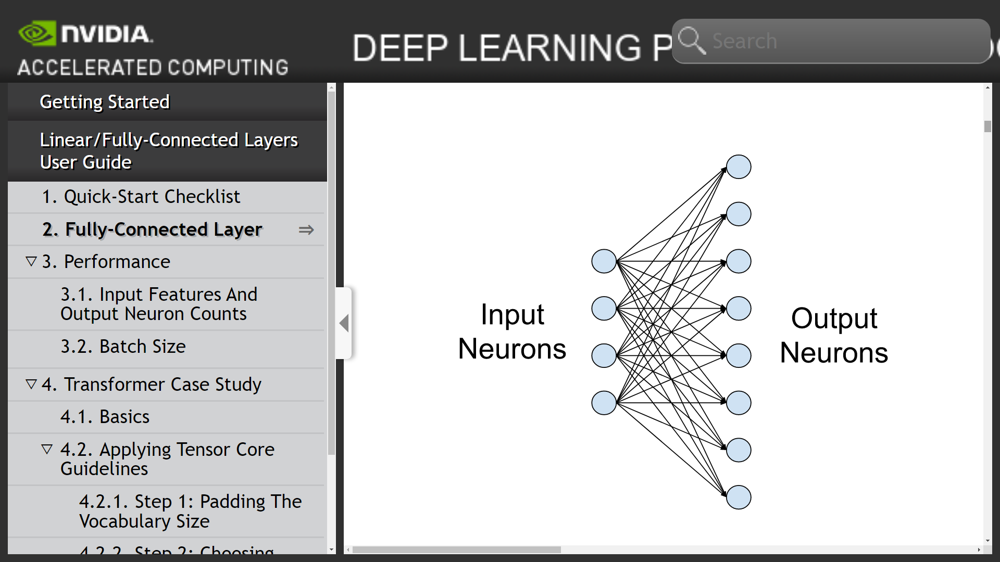 NVIDIA.
ACCELERATED COMPUTING
DEEP LEARNING P
Search
Getting Started
Linear/Fully-Connected Layers
User Guide
1. Quick-Start Checklist
2. Fully-Connected Layer ⇒
▽ 3. Performance
3.1. Input Features And
Output Neuron Counts
3.2. Batch Size
▽ 4. Transformer Case Study
4.1. Basics
▽ 4.2. Applying Tensor Core
Guidelines
4.2.1. Step 1: Padding The
Vocabulary Size
4.2.2. Step 2: Choosing
Input
Neurons
Output
Neurons